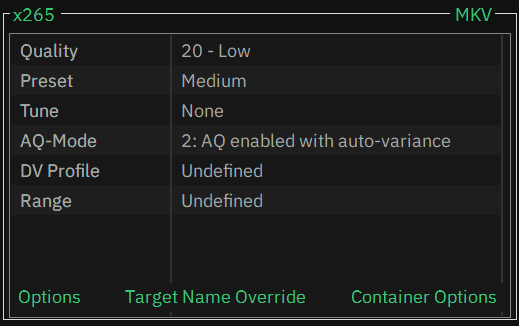 x265 MKV
Quality 20 - Low
Preset Medium
Tune None
AQ-Mode 2: AQ enabled with auto-variance
DV Profile Undefined
Range Undefined
Options Target Name Override Container Options